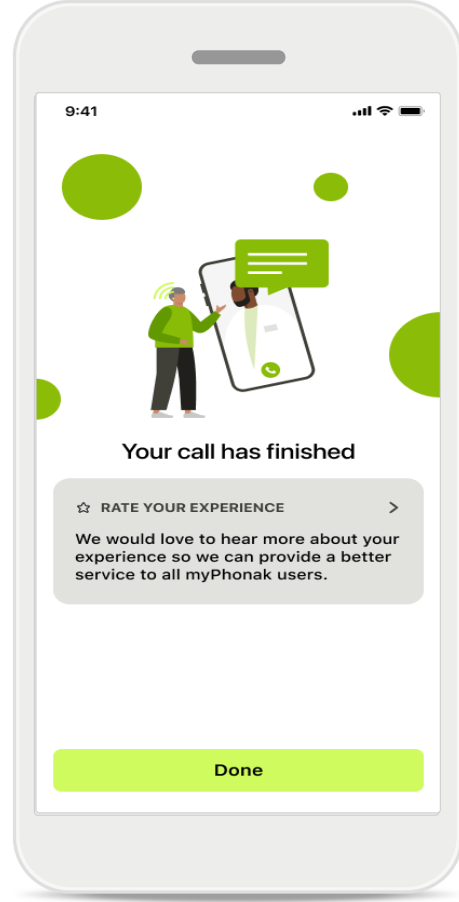 9:41
Your call has finished
RATE YOUR EXPERIENCE
We would love to hear more about your
experience so we can provide a better
service to all myPhonak users.
Done